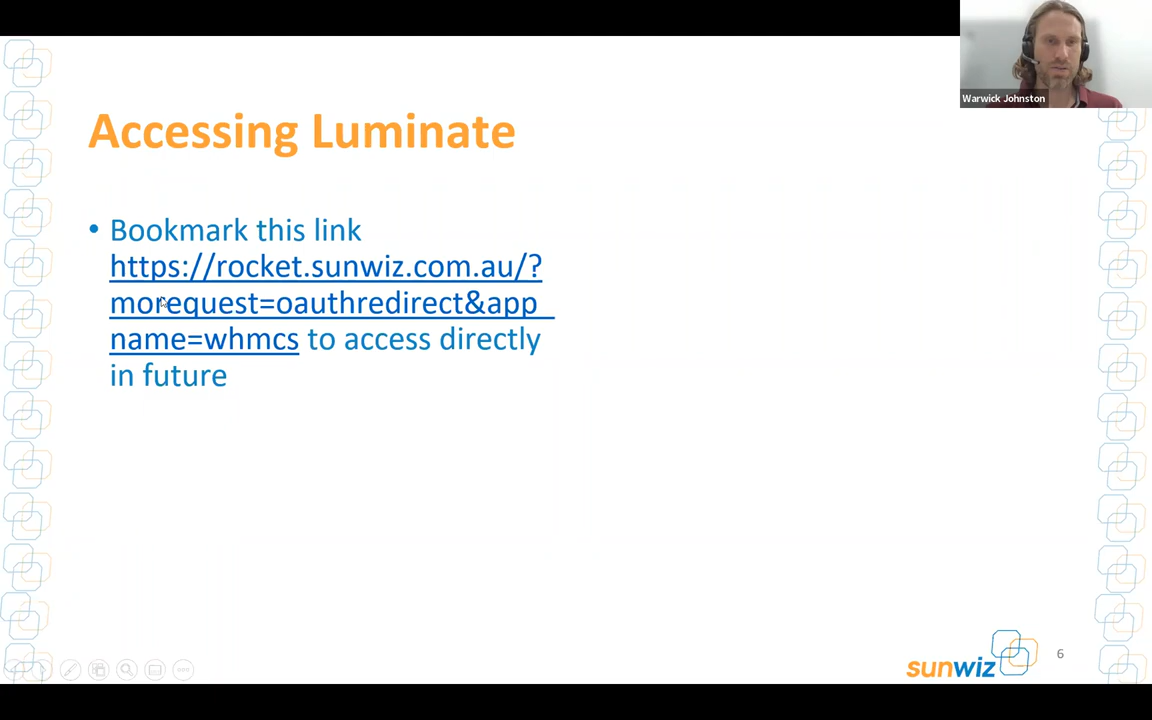 Warwick Johnston
Accessing Luminate
• Bookmark this link
https://rocket.sunwiz.com.au/?
morequest=oauthredirect&app_
name=whmcs to access directly
in future
sunwiz
6